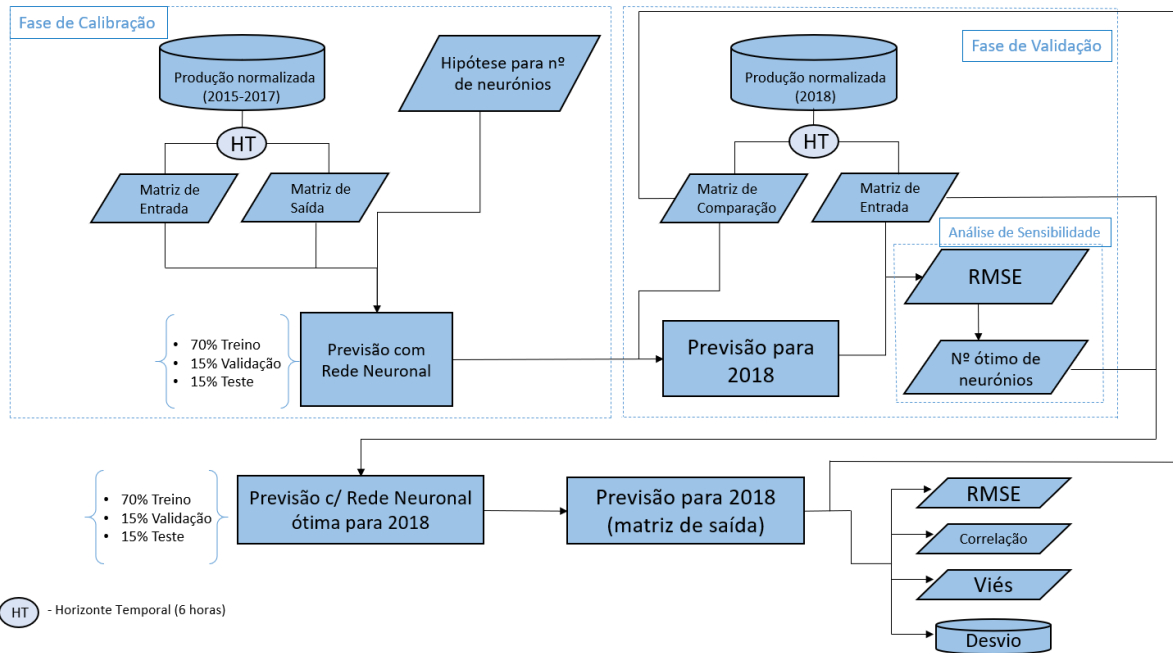 Fase de Calibração
Produção normalizada
(2015-2017)
Hipótese para nº
de neurónios
HT
Matriz de
Entrada
Matriz de
Saída
70% Treino
15% Validação
15% Teste
Previsão com
Rede Neuronal
Fase de Validação
Produção normalizada
(2018)
HT
Matriz de
Comparação
Matriz de
Entrada
Análise de Sensibilidade
RMSE
Nº ótimo de
neurónios
Previsão para
2018
70% Treino
15% Validação
15% Teste
Previsão c/ Rede Neuronal
ótima para 2018
Previsão para 2018
(matriz de saída)
RMSE
Correlação
Viés
Desvio
HT - Horizonte Temporal (6 horas)